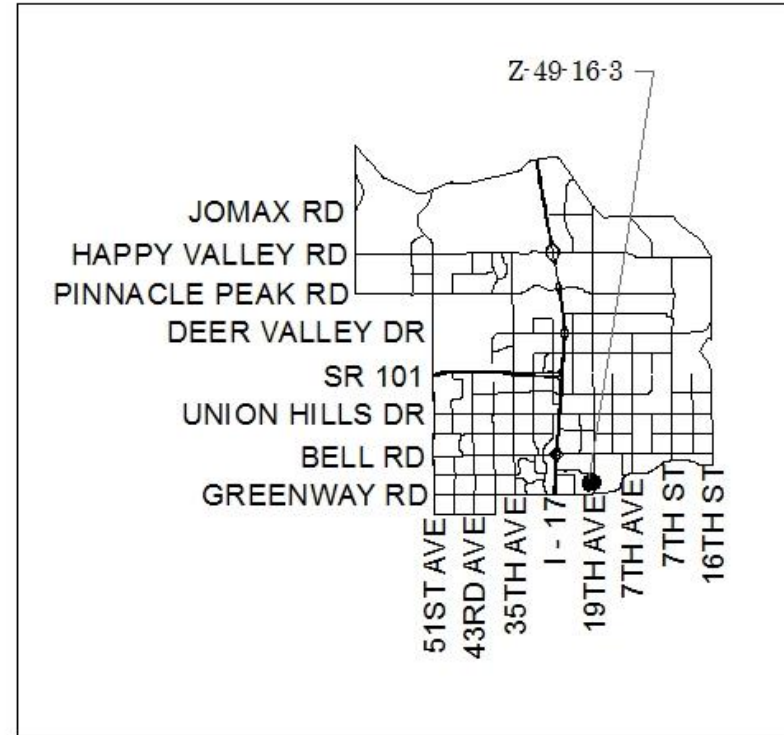 Z-49-16-3
JOMAX RD
HAPPY VALLEY RD
PINNACLE PEAK RD
DEER VALLEY DR
SR 101
UNION HILLS DR
BELL RD
GREENWAY RD
51ST AVE
43RD AVE
35TH AVE
I - 17
19TH AVE
7TH AVE
7TH ST
16TH ST